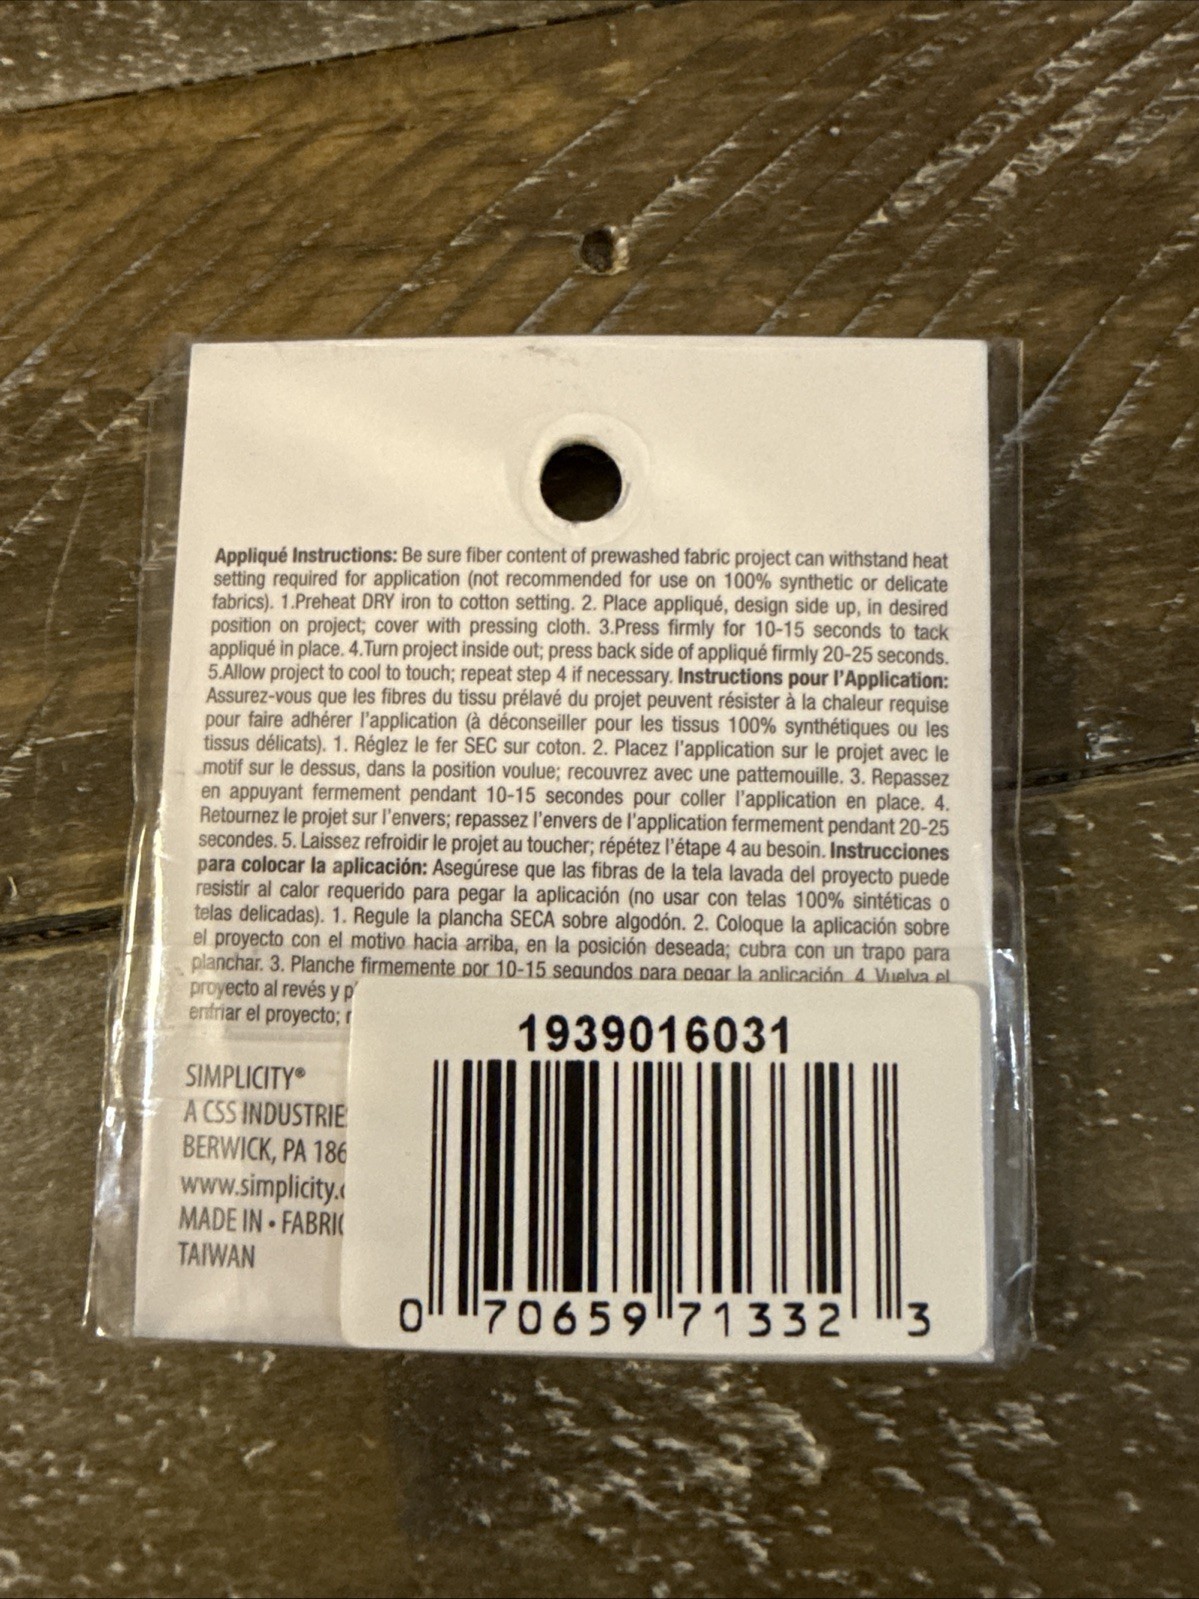 Appliqué Instructions: Be sure fiber content of prewashed fabric project can withstand heat
setting required for application (not recommended for use on 100% synthetic or delicate
fabrics). 1.Preheat DRY iron to cotton setting. 2. Place appliqué, design side up, in desired
position on project; cover with pressing cloth. 3.Press firmly for 10-15 seconds to tack
appliqué in place. 4.Turn project inside out; press back side of appliqué firmly 20-25 seconds.
5.Allow project to cool to touch; repeat step 4 if necessary. Instructions pour l'Application:
Assurez-vous que les fibres du tissu prélavé du projet peuvent résister à la chaleur requise
pour faire adhérer l'application (à déconseiller pour les tissus 100% synthétiques ou les
tissus délicats). 1. Réglez le fer SEC sur coton. 2. Placez l'application sur le projet avec le
motif sur le dessus, dans la position voulue; recouvrez avec une pattemouille. 3. Repassez
en appuyant fermement pendant 10-15 secondes pour coller l'application en place. 4.
Retournez le projet sur l'envers; repassez l'envers de l'application fermement pendant 20-25
secondes. 5. Laissez refroidir le projet au toucher; répétez l'étape 4 au besoin. Instrucciones
para colocar la aplicación: Asegúrese que las fibras de la tela lavada del proyecto puede
resistir al calor requerido para pegar la aplicación (no usar con telas 100% sintéticas o
telas delicadas). 1. Regule la plancha SECA sobre algodón. 2. Coloque la aplicación sobre
el proyecto con el motivo hacia arriba, en la posición deseada; cubra con un trapo para
planchar. 3. Planche firmemente por 10-15 segundos para pegar la aplicación. 4. Vuelva el
proyecto al revés y
enfriar el proyecto;
SIMPLICITY®
A CSS INDUSTRIE
BERWICK, PA 186
www.simplicity.
MADE IN • FABRI
TAIWAN
1939016031
0 70659 71332 3